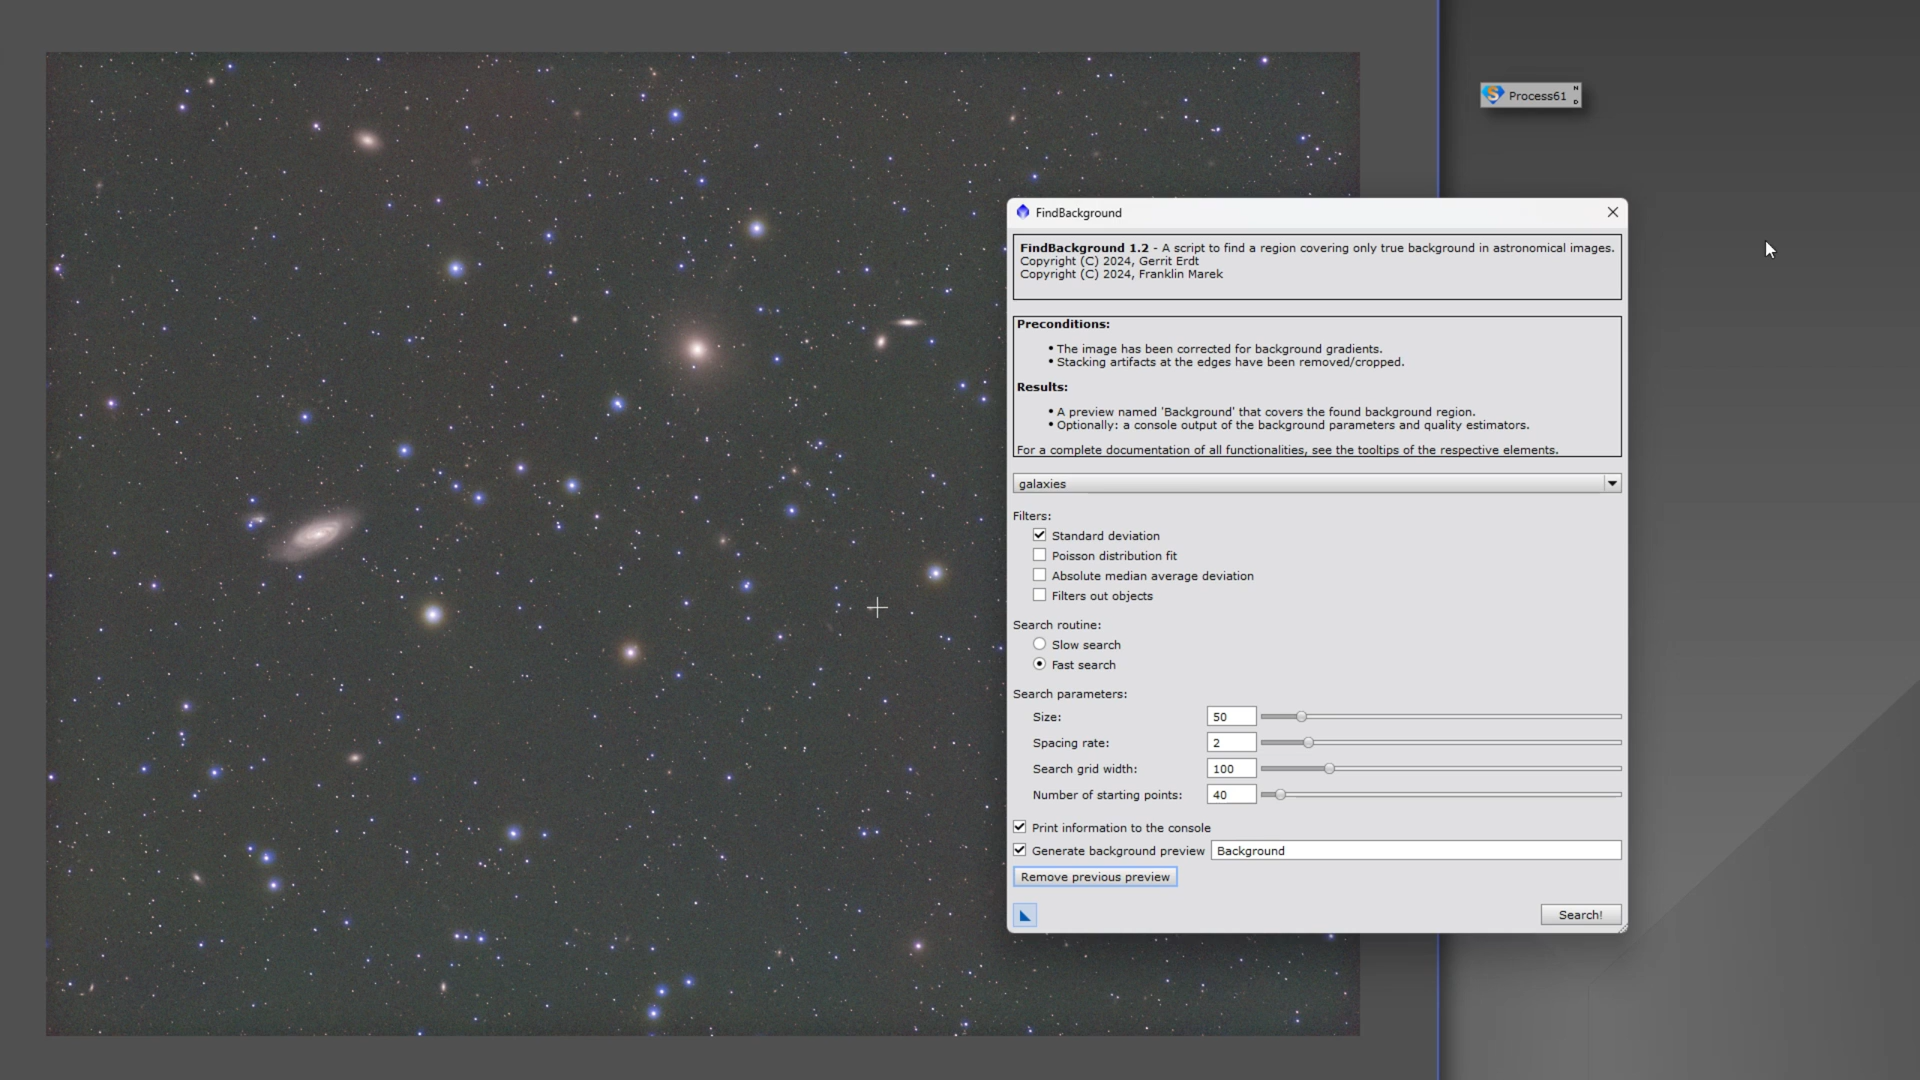 Process61
N
D
FindBackground
FindBackground 1.2 - A script to find a region covering only true background in astronomical images.
Copyright (C) 2024, Gerrit Erdt
Copyright (C) 2024, Franklin Marek
Preconditions:
• The image has been corrected for background gradients.
• Stacking artifacts at the edges have been removed/cropped.
Results:
• A preview named 'Background' that covers the found background region.
• Optionally: a console output of the background parameters and quality estimators.
For a complete documentation of all functionalities, see the tooltips of the respective elements.
galaxies
Filters:
Standard deviation
Poisson distribution fit
Absolute median average deviation
Filters out objects
Search routine:
Slow search
Fast search
Search parameters:
Size: 50
Spacing rate: 2
Search grid width: 100
Number of starting points: 40
Print information to the console
Generate background preview Background
Remove previous preview
Search!